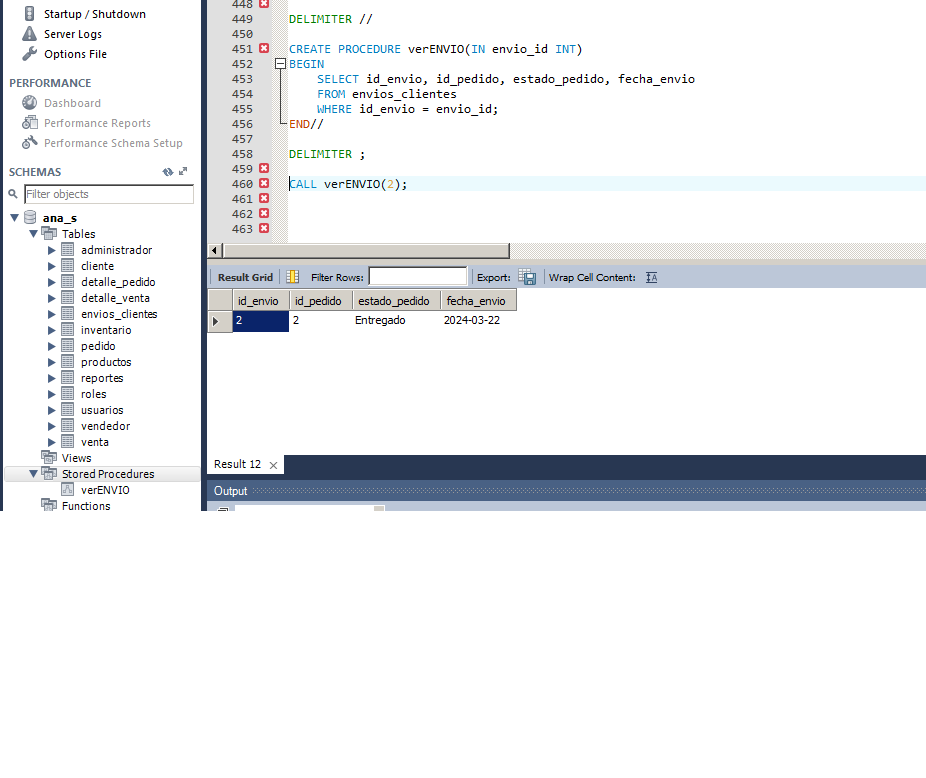 Startup / Shutdown
Server Logs
Options File
PERFORMANCE
Dashboard
Performance Reports
Performance Schema Setup
SCHEMAS
Filter objects
ana_s
Tables
administrador
cliente
detalle_pedido
detalle_venta
envios_clientes
inventario
pedido
productos
reportes
roles
usuarios
vendedor
venta
Views
Stored Procedures
verENVIO
Functions
448
449 DELIMITER //
450
451 CREATE PROCEDURE verENVIO(IN envio_id INT)
452 BEGIN
453 SELECT id_envio, id_pedido, estado_pedido, fecha_envio
454 FROM envios_clientes
455 WHERE id_envio = envio_id;
456 END//
457
458 DELIMITER ;
459
460 CALL verENVIO(2);
461
462
463
Result Grid Filter Rows: Export: Wrap Cell Content: IA
id_envio id_pedido estado_pedido fecha_envio
2 2 Entregado 2024-03-22
Result 12
Output